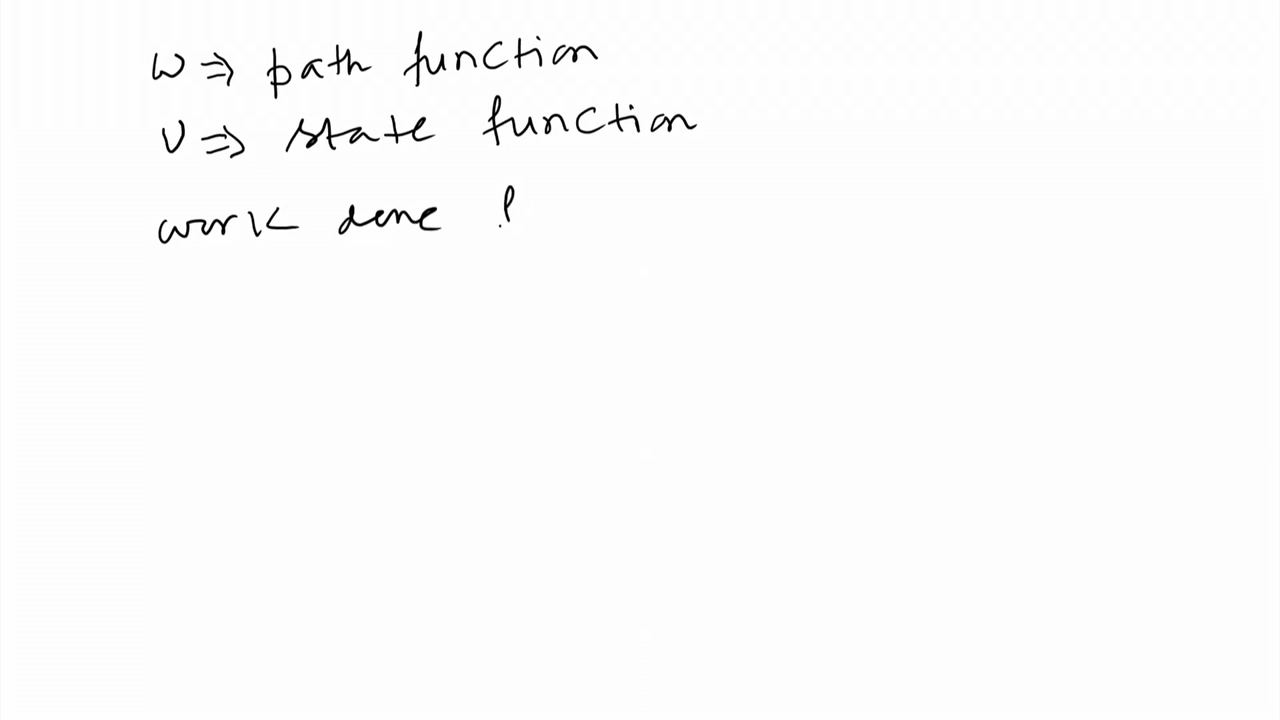 w ⇒ path function
U ⇒ state function
work done